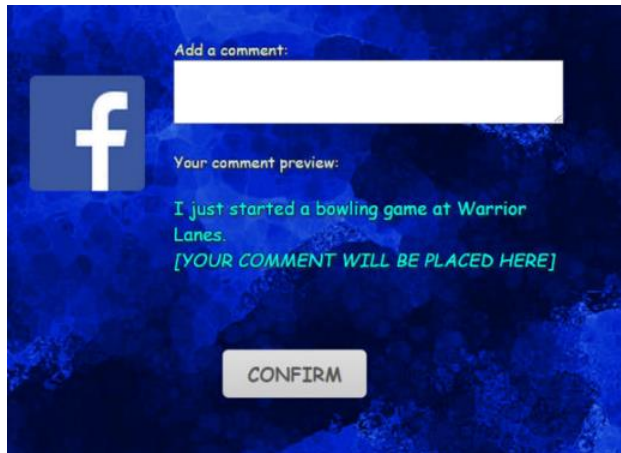 Add a comment:
f
Your comment preview:
I just started a bowling game at Warrior
Lanes.
[YOUR COMMENT WILL BE PLACED HERE]
CONFIRM